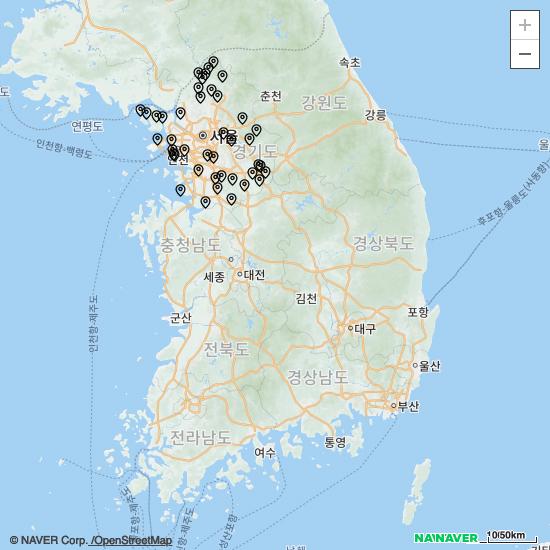 +
−
속초
춘천
강원도
강릉
연평도
서울
인천항-백령도
인천
경기도
후포항-울릉도(사동항)
충청남도
경상북도
세종
대전
김천
인천항-제주도
군산
포항
대구
전북도
경상남도
울산
부산
전라남도
여수
통영
© NAVER Corp. /OpenStreetMap
NAVER
10/50km